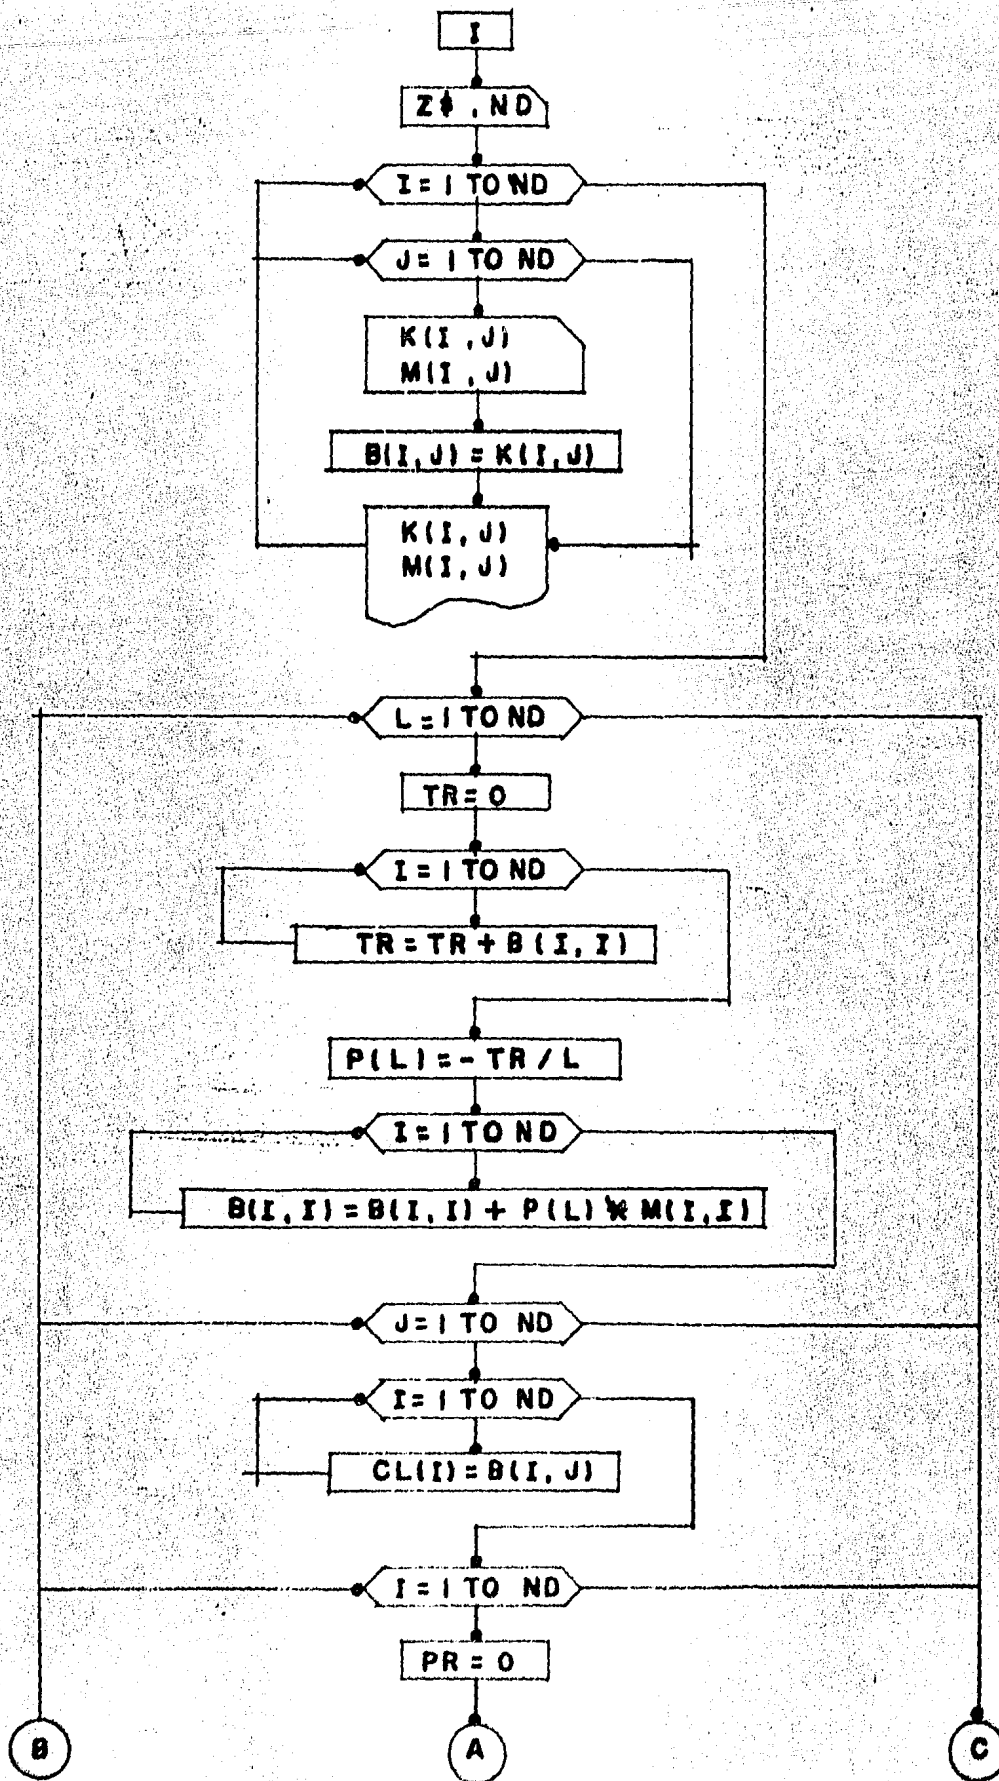 I
Z$ , ND
I = 1 TO ND
J = 1 TO ND
K(I,J)
M(I,J)
B(I,J) = K(I,J)
K(I,J)
M(I,J)
L = 1 TO ND
TR = 0
I = 1 TO ND
TR = TR + B(I,I)
P(L) = - TR / L
I = 1 TO ND
B(I,I) = B(I,I) + P(L) * M(I,I)
J = 1 TO ND
I = 1 TO ND
CL(I) = B(I,J)
I = 1 TO ND
PR = 0
B
A
C